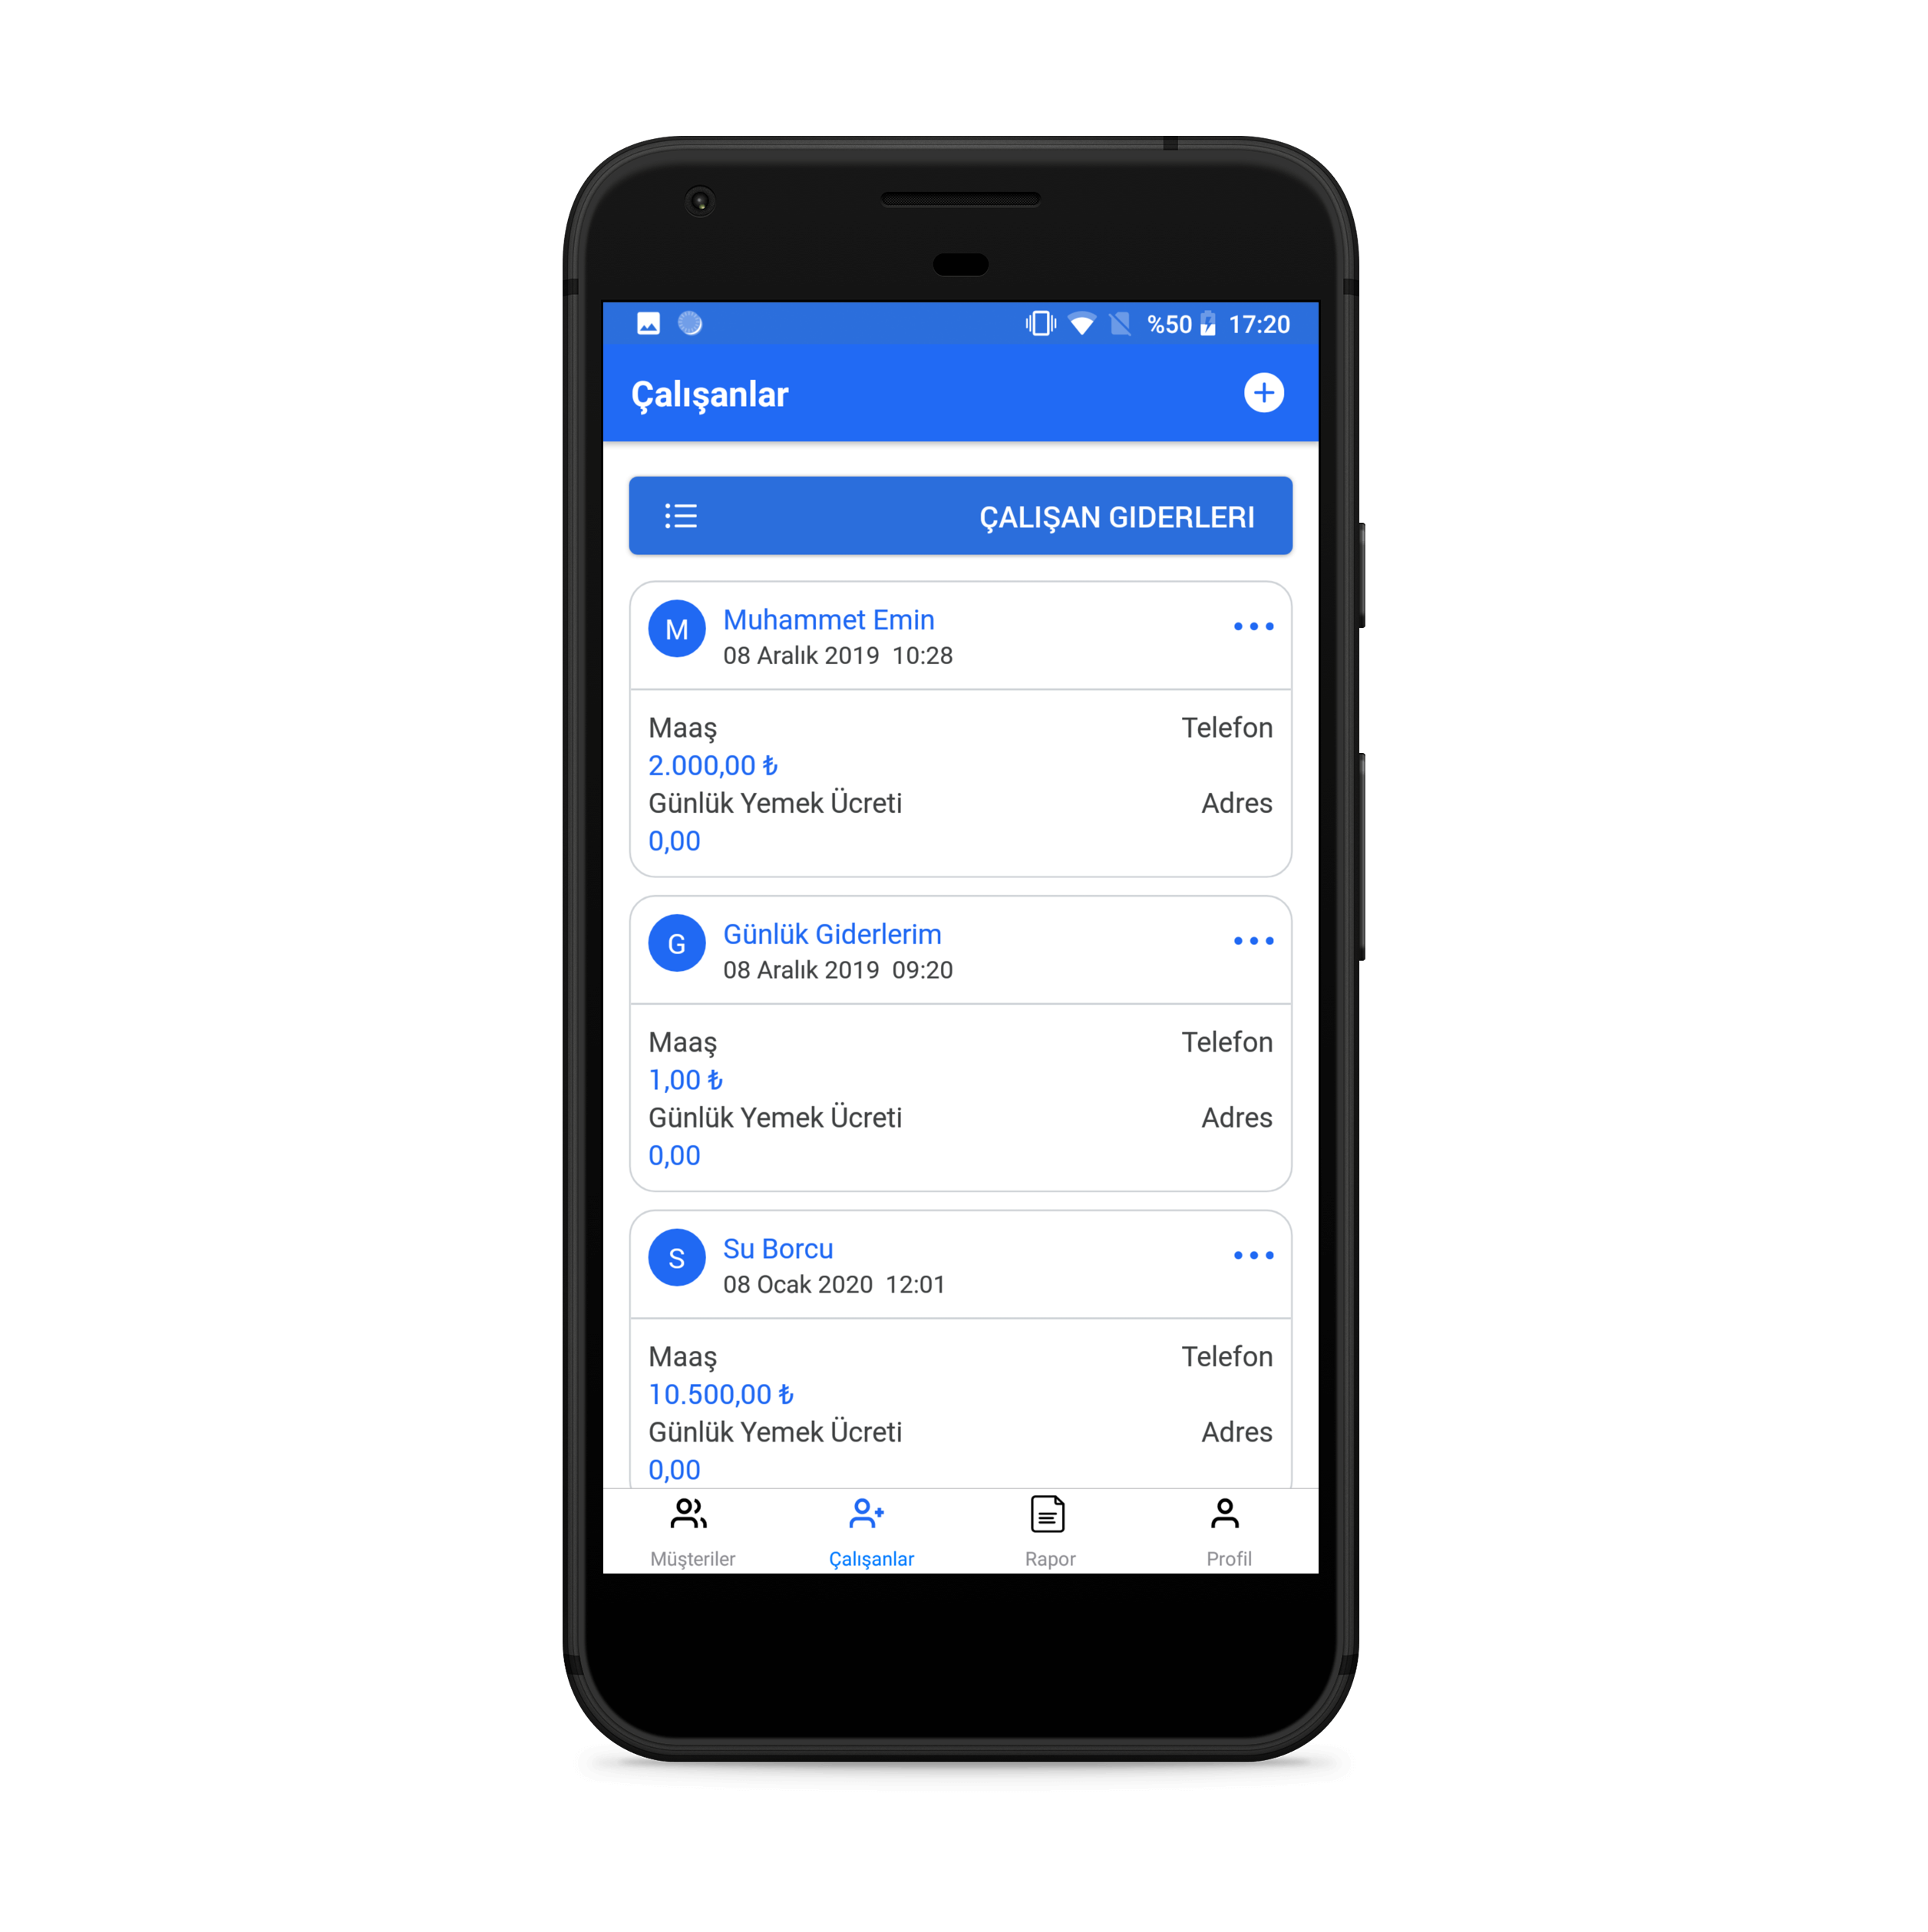 %50 17:20
Çalışanlar
ÇALIŞAN GIDERLERI
M Muhammet Emin
08 Aralık 2019 10:28
Maaş Telefon
2.000,00 ₺
Günlük Yemek Ücreti Adres
0,00
G Günlük Giderlerim
08 Aralık 2019 09:20
Maaş Telefon
1,00 ₺
Günlük Yemek Ücreti Adres
0,00
S Su Borcu
08 Ocak 2020 12:01
Maaş Telefon
10.500,00 ₺
Günlük Yemek Ücreti Adres
0,00
Müşteriler Çalışanlar Rapor Profil